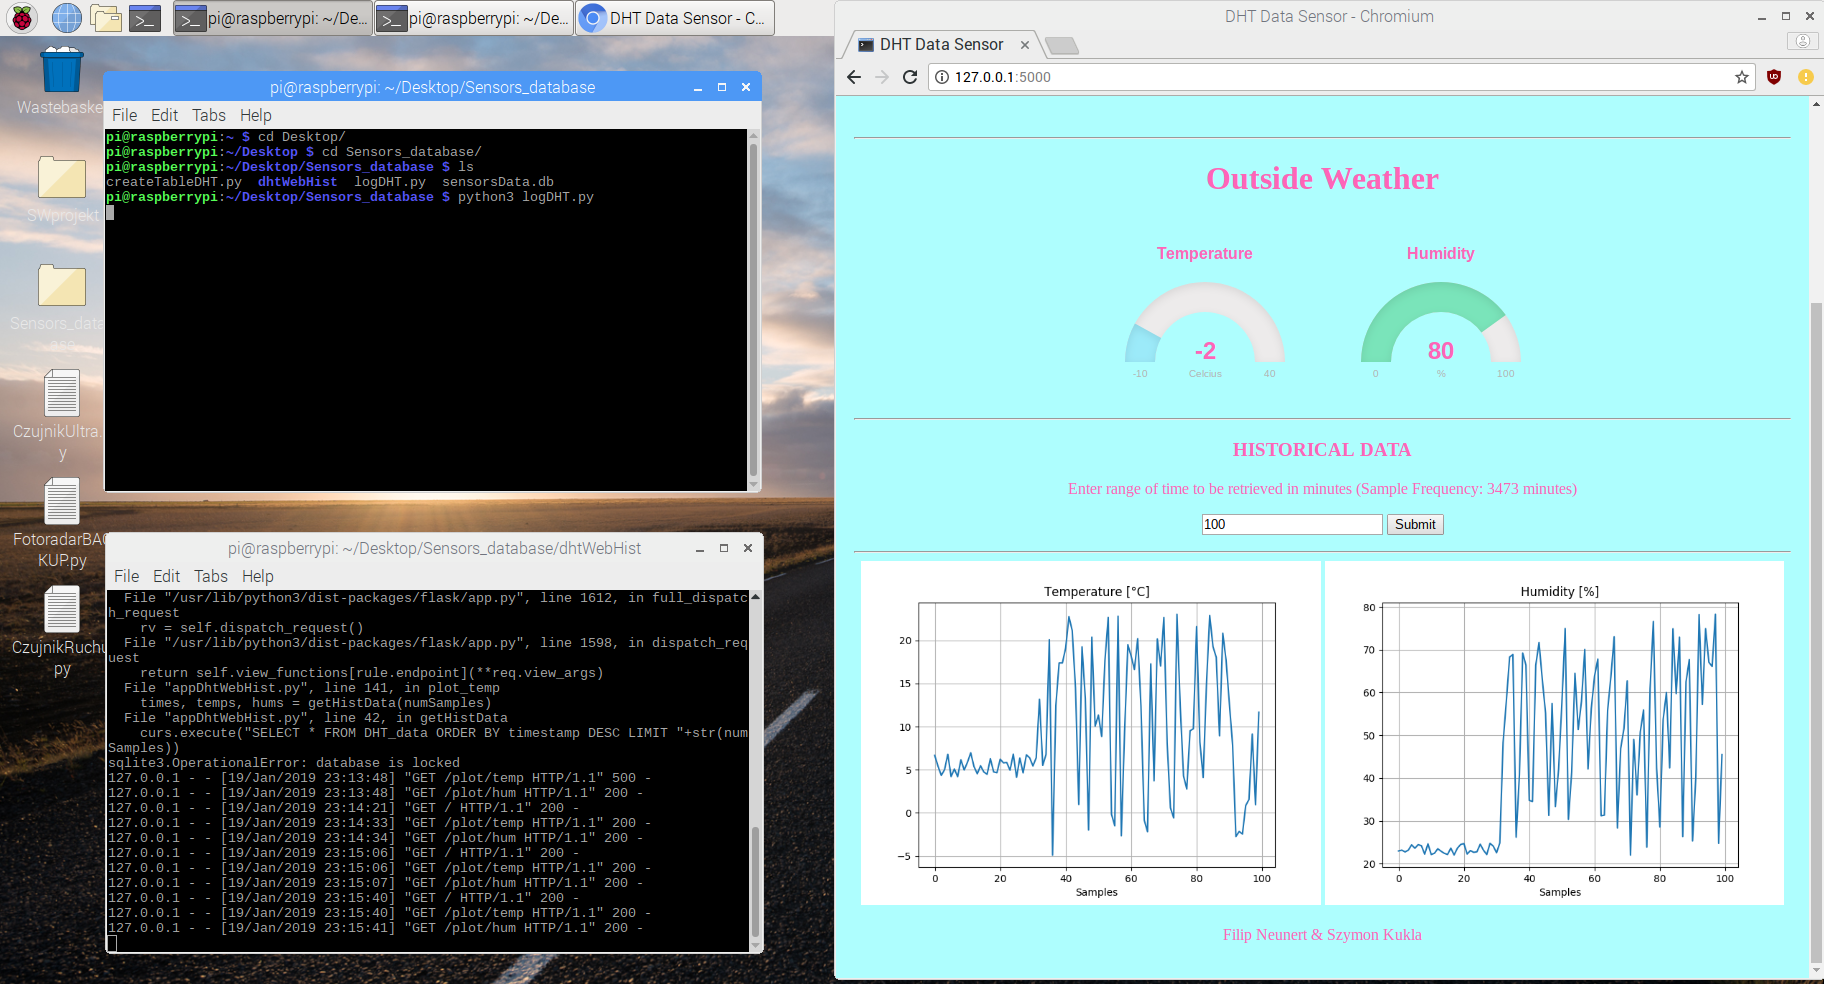 pi@raspberrypi: ~/De...
pi@raspberrypi: ~/De...
DHT Data Sensor - C...
Wastebaske
SWprojekt
Sensors_data
CzujnikUltra.
y
FotoradarBAC
KUP.py
CzujnikRuchu
py
pi@raspberrypi: ~/Desktop/Sensors_database
File Edit Tabs Help
pi@raspberrypi:~ $ cd Desktop/
pi@raspberrypi:~/Desktop $ cd Sensors_database/
pi@raspberrypi:~/Desktop/Sensors_database $ ls
createTableDHT.py  dhtWebHist  logDHT.py  sensorsData.db
pi@raspberrypi:~/Desktop/Sensors_database $ python3 logDHT.py
pi@raspberrypi: ~/Desktop/Sensors_database/dhtWebHist
File Edit Tabs Help
  File "/usr/lib/python3/dist-packages/flask/app.py", line 1612, in full_dispatc
h_request
    rv = self.dispatch_request()
  File "/usr/lib/python3/dist-packages/flask/app.py", line 1598, in dispatch_req
uest
    return self.view_functions[rule.endpoint](**req.view_args)
  File "appDhtWebHist.py", line 141, in plot_temp
    times, temps, hums = getHistData(numSamples)
  File "appDhtWebHist.py", line 42, in getHistData
    curs.execute("SELECT * FROM DHT_data ORDER BY timestamp DESC LIMIT "+str(num
Samples))
sqlite3.OperationalError: database is locked
127.0.0.1 - - [19/Jan/2019 23:13:48] "GET /plot/temp HTTP/1.1" 500 -
127.0.0.1 - - [19/Jan/2019 23:13:48] "GET /plot/hum HTTP/1.1" 200 -
127.0.0.1 - - [19/Jan/2019 23:14:21] "GET / HTTP/1.1" 200 -
127.0.0.1 - - [19/Jan/2019 23:14:33] "GET /plot/temp HTTP/1.1" 200 -
127.0.0.1 - - [19/Jan/2019 23:14:34] "GET /plot/hum HTTP/1.1" 200 -
127.0.0.1 - - [19/Jan/2019 23:15:06] "GET / HTTP/1.1" 200 -
127.0.0.1 - - [19/Jan/2019 23:15:06] "GET /plot/temp HTTP/1.1" 200 -
127.0.0.1 - - [19/Jan/2019 23:15:07] "GET /plot/hum HTTP/1.1" 200 -
127.0.0.1 - - [19/Jan/2019 23:15:40] "GET / HTTP/1.1" 200 -
127.0.0.1 - - [19/Jan/2019 23:15:40] "GET /plot/temp HTTP/1.1" 200 -
127.0.0.1 - - [19/Jan/2019 23:15:41] "GET /plot/hum HTTP/1.1" 200 -
DHT Data Sensor - Chromium
DHT Data Sensor
127.0.0.1:5000
Outside Weather
Temperature
Humidity
-2
-10 Celcius 40
80
0 % 100
HISTORICAL DATA
Enter range of time to be retrieved in minutes (Sample Frequency: 3473 minutes)
100 Submit
Temperature [°C]
20
15
10
5
0
−5
0 20 40 60 80 100
Samples
Humidity [%]
80
70
60
50
40
30
20
0 20 40 60 80 100
Samples
Filip Neunert & Szymon Kukla